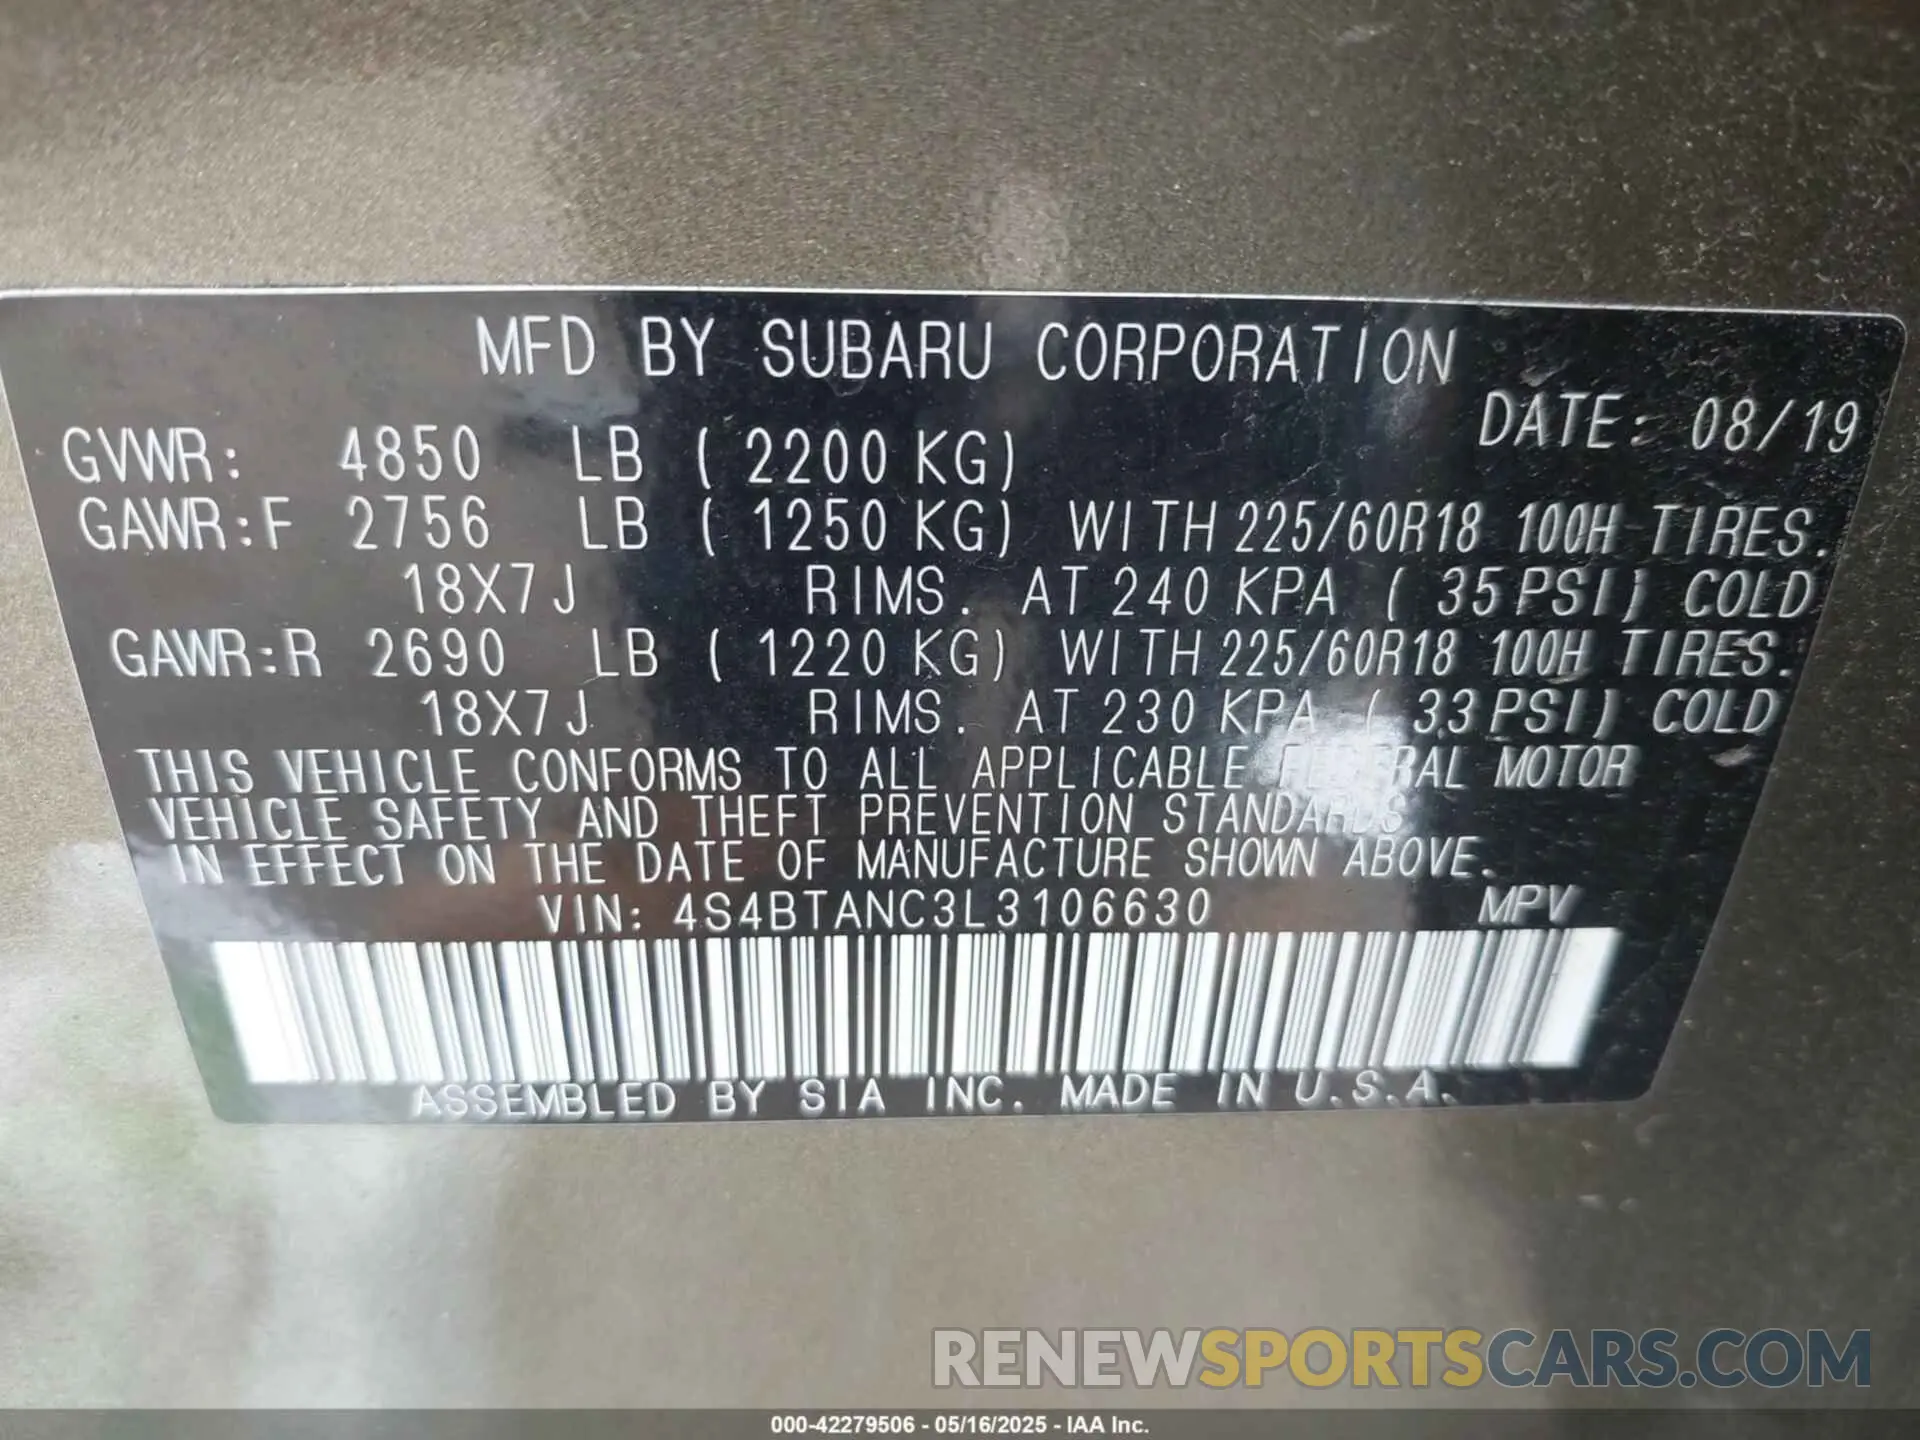 MFD BY SUBARU CORPORATION
DATE: 08/19
GVWR: 4850 LB ( 2200 KG)
GAWR:F 2756 LB ( 1250 KG) WITH 225/60R18 100H TIRES.
18X7J RIMS. AT 240 KPA ( 35 PSI) COLD
GAWR:R 2690 LB ( 1220 KG) WITH 225/60R18 100H TIRES.
18X7J RIMS. AT 230 KPA ( 33 PSI) COLD
THIS VEHICLE CONFORMS TO ALL APPLICABLE FEDERAL MOTOR
VEHICLE SAFETY AND THEFT PREVENTION STANDARDS
IN EFFECT ON THE DATE OF MANUFACTURE SHOWN ABOVE.
VIN: 4S4BTANC3L3106630 MPV
ASSEMBLED BY SIA INC. MADE IN U.S.A.
RENEWSPORTSCARS.COM
000-42279506 - 05/16/2025 - IAA Inc.